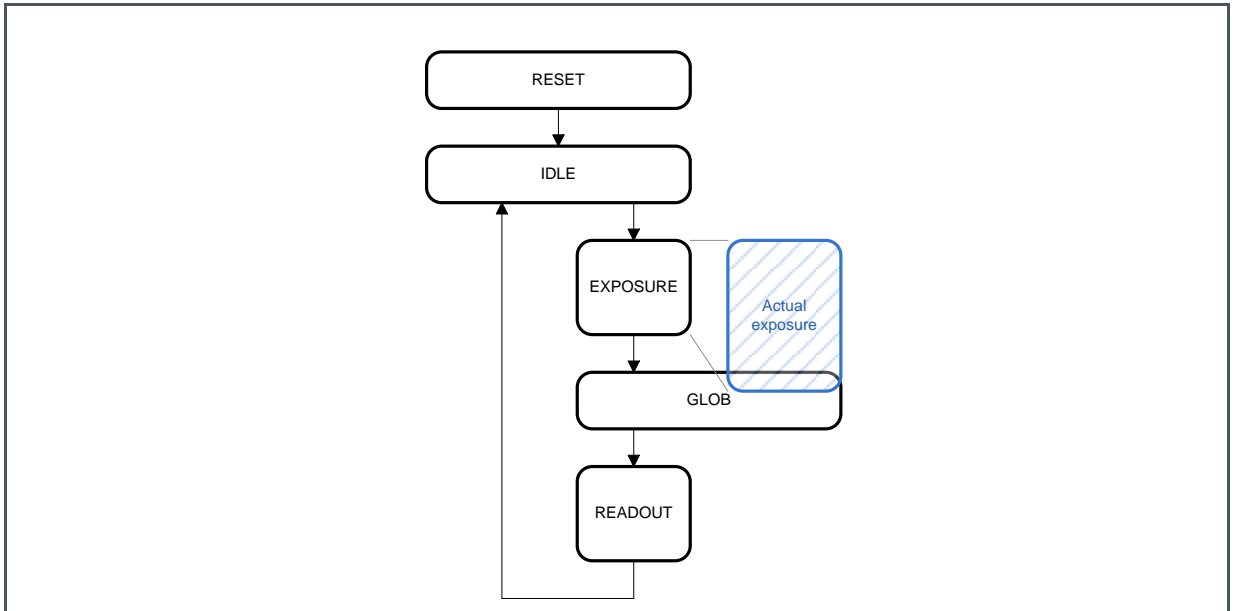 RESET
IDLE
EXPOSURE
Actual
exposure
GLOB
READOUT